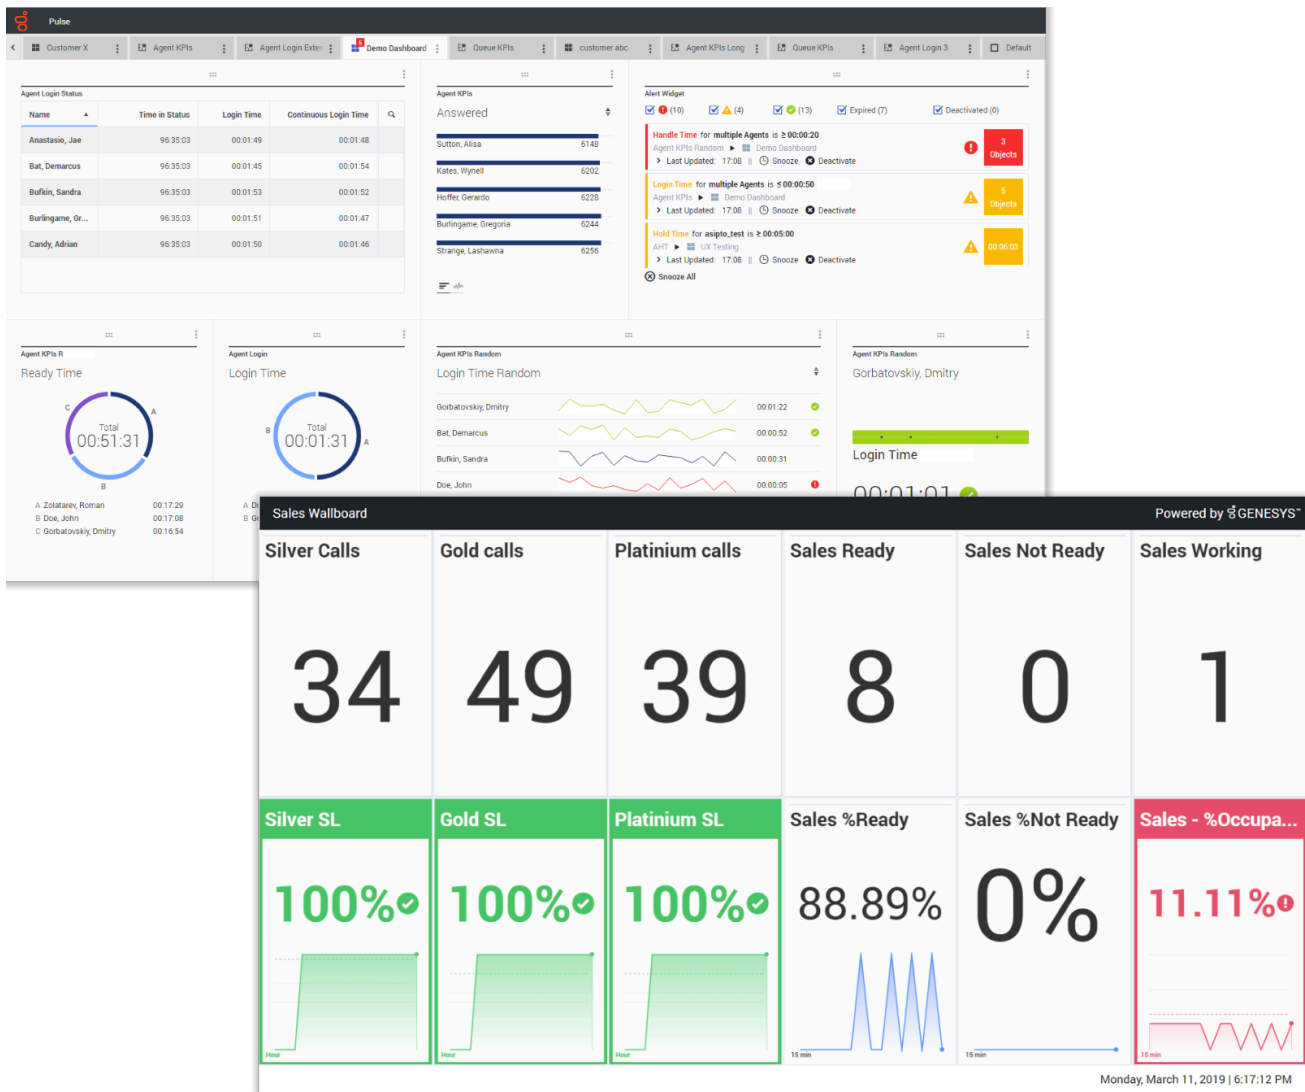 Pulse
Customer X
Agent KPIs
Agent Login Exten
5
Demo Dashboard
Queue KPIs
customer abc
Agent KPIs Long
Queue KPIs
Agent Login 3
Default
Agent Login Status
Name Time in Status Login Time Continuous Login Time
Anastasio, Jae 96:35:03 00:01:49 00:01:48
Bat, Demarcus 96:35:03 00:01:45 00:01:54
Bufkin, Sandra 96:35:03 00:01:53 00:01:52
Burlingame, Gr... 96:35:03 00:01:51 00:01:47
Candy, Adrian 96:35:03 00:01:50 00:01:46
Agent KPIs
Answered
Sutton, Alisa 6148
Kates, Wynell 6202
Hoffer, Gerardo 6228
Burlingame, Gregoria 6244
Strange, Lashawna 6256
Alert Widget
(10) (4) (13) Expired (7) Deactivated (0)
Handle Time for multiple Agents is ≥ 00:00:20
Agent KPIs Random ► Demo Dashboard
> Last Updated: 17:08 || Snooze Deactivate
3
Objects
Login Time for multiple Agents is ≤ 00:00:50
Agent KPIs ► Demo Dashboard
> Last Updated: 17:08 || Snooze Deactivate
5
Objects
Hold Time for asipto_test is ≥ 00:05:00
AHT ► UX Testing
> Last Updated: 17:08 || Snooze Deactivate
00:06:03
Snooze All
Agent KPIs R
Ready Time
C
A
B
Total
00:51:31
A Zolatarev, Roman 00:17:29
B Doe, John 00:17:08
C Gorbatovskiy, Dmitry 00:16:54
Agent Login
Login Time
B
A
Total
00:01:31
A
B
Agent KPIs Random
Login Time Random
Gorbatovskiy, Dmitry 00:01:22
Bat, Demarcus 00:00:52
Bufkin, Sandra 00:00:31
Doe, John 00:00:05
Agent KPIs Random
Gorbatovskiy, Dmitry
Login Time
00:01:01
Sales Wallboard
Powered by GENESYS™
Silver Calls
34
Gold calls
49
Platinium calls
39
Sales Ready
8
Sales Not Ready
0
Sales Working
1
Silver SL
100%
Hour
Gold SL
100%
Hour
Platinium SL
100%
Hour
Sales %Ready
88.89%
15 min
Sales %Not Ready
0%
15 min
Sales - %Occupa...
11.11%
15 min
Monday, March 11, 2019 | 6:17:12 PM